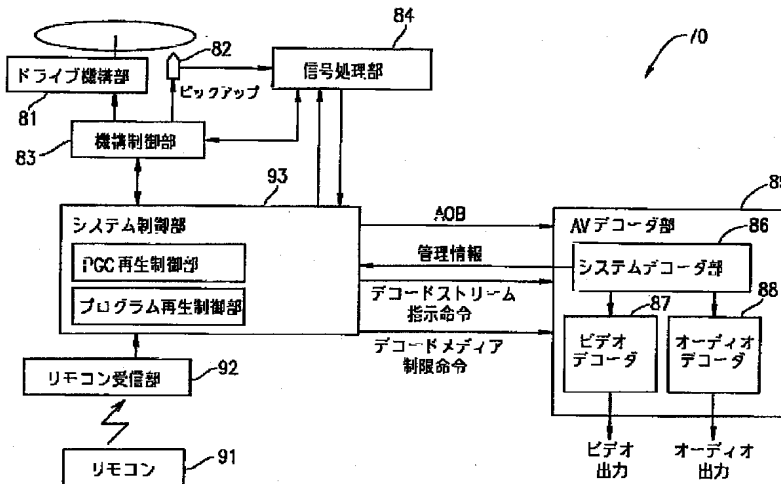 84
70
82
ドライブ機構部
信号処理部
81
ピックアップ
機構制御部
83
93
システム制御部
AOB
AVデコーダ部
86
管理情報
PGC再生制御部
システムデコーダ部
プログラム再生制御部
デコードストリーム
指示命令
87
88
デコードメディア
制限命令
ビデオ
デコーダ
オーディオ
デコーダ
リモコン受信部
92
ビデオ
出力
オーディオ
出力
リモコン
91